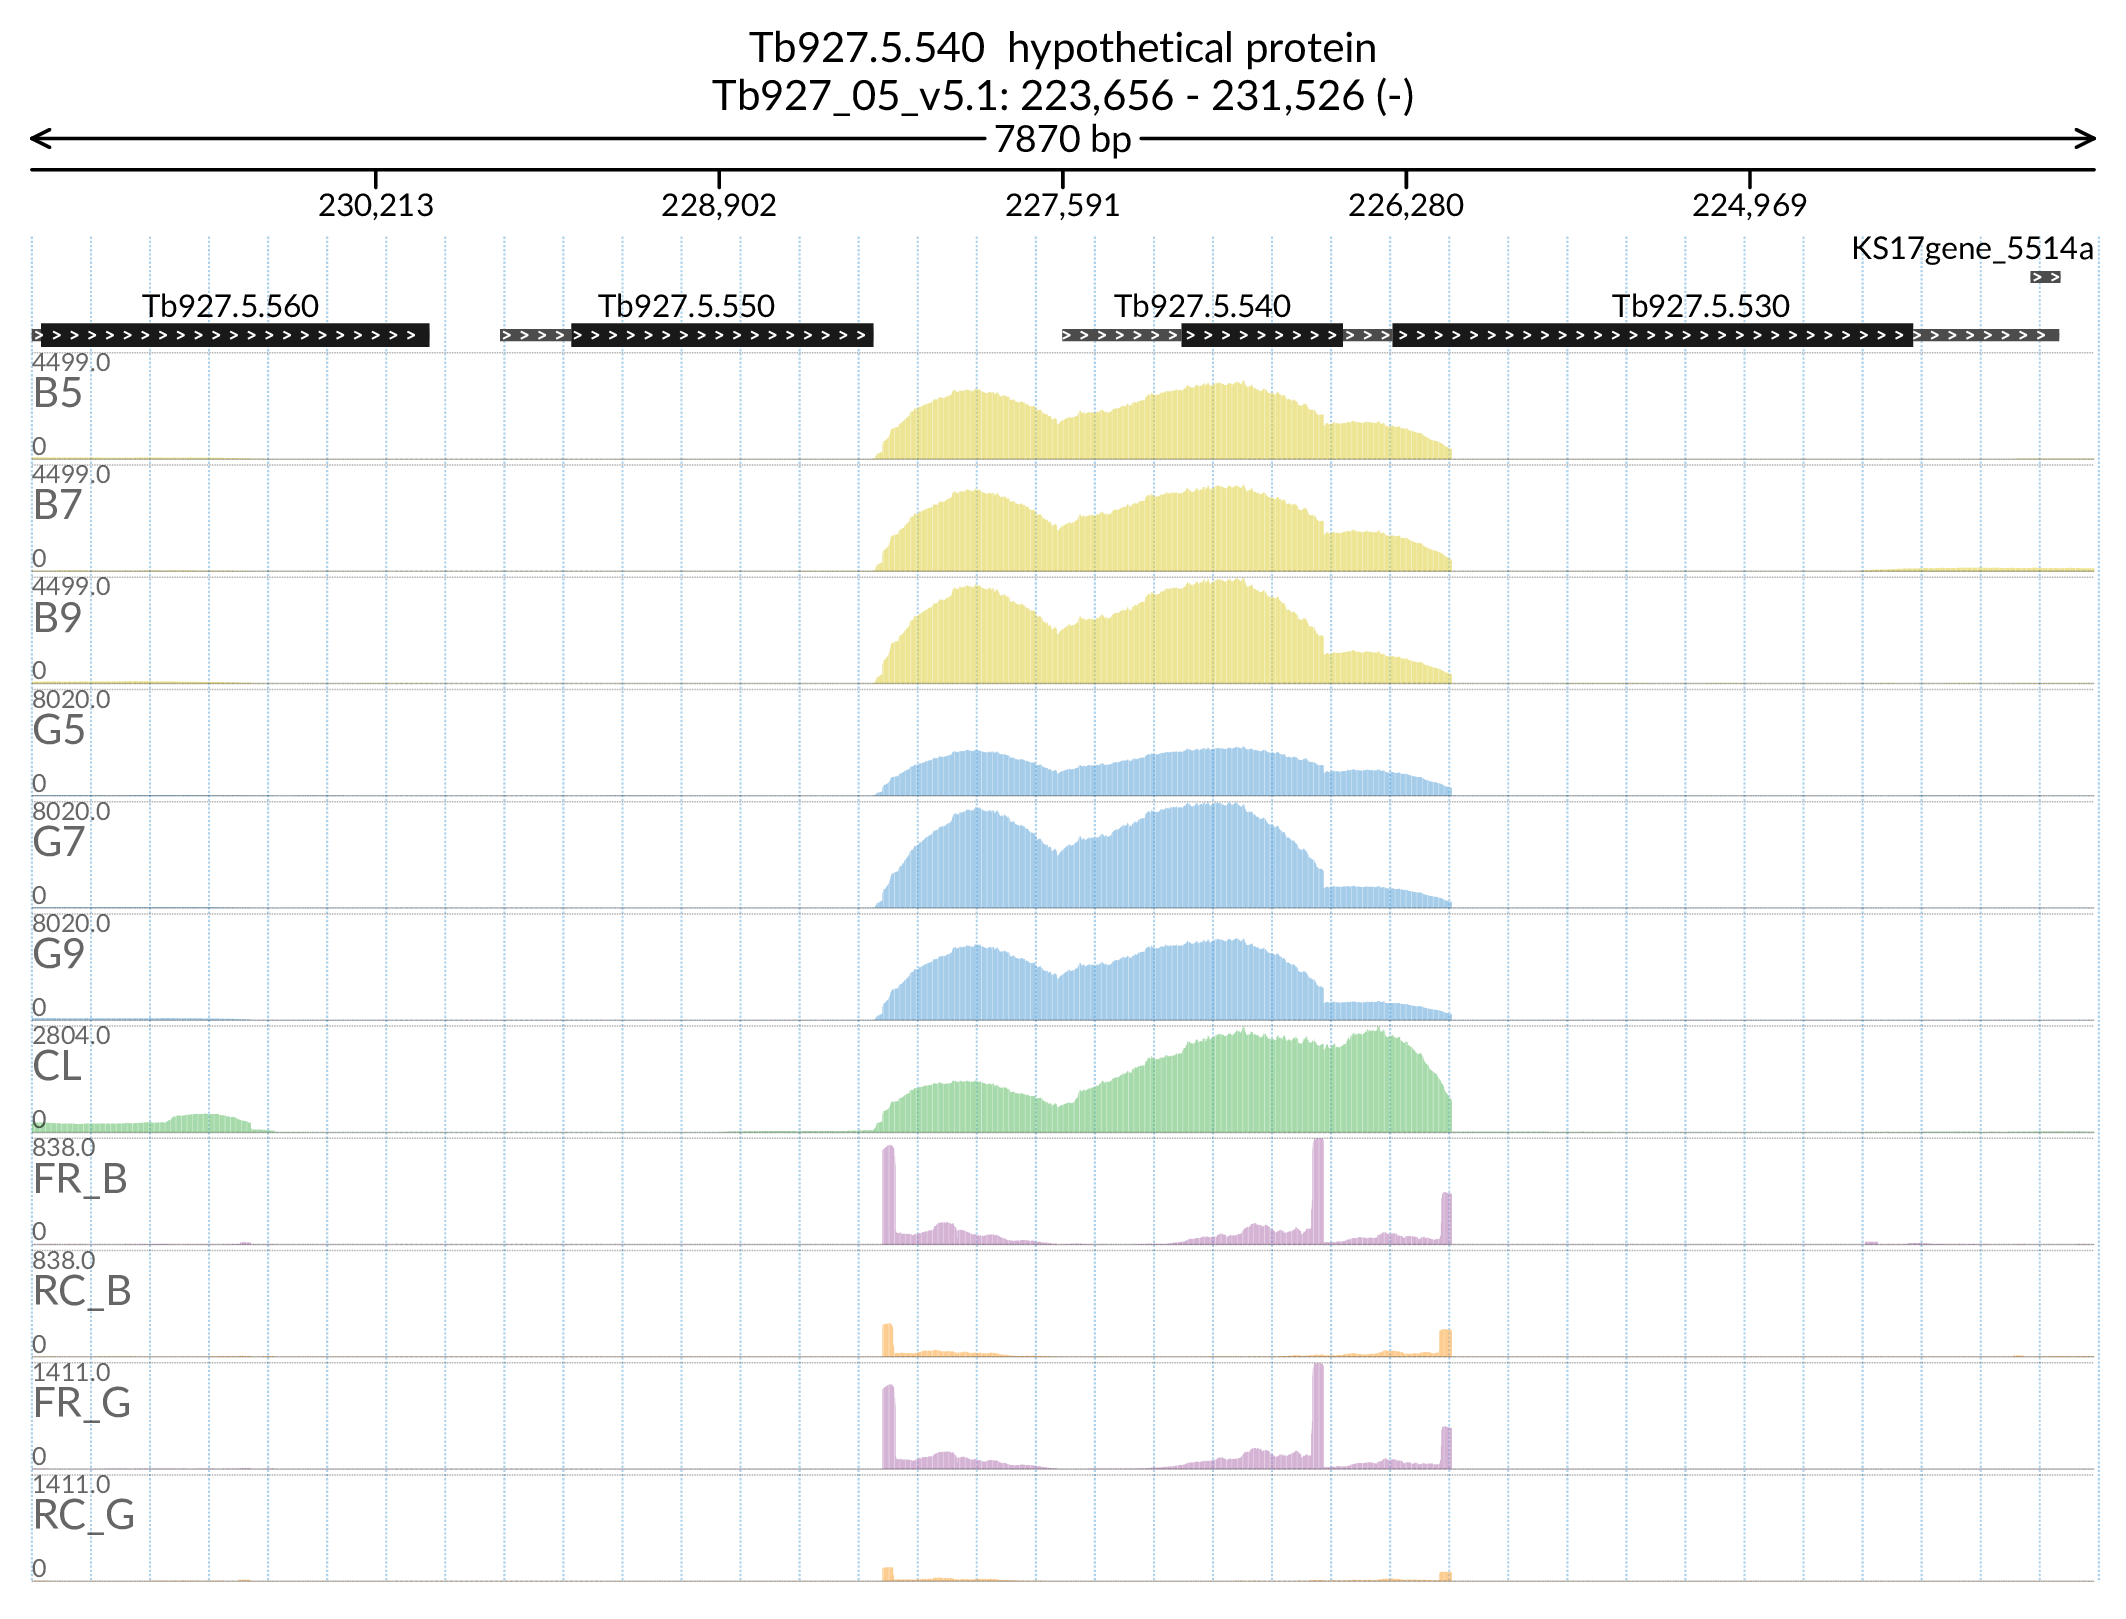 Tb927.5.540  hypothetical protein
Tb927_05_v5.1: 223,656 - 231,526 (-)
7870 bp
230,213 228,902 227,591 226,280 224,969
KS17gene_5514a
Tb927.5.560 Tb927.5.550 Tb927.5.540 Tb927.5.530
4499.0
B5
0
4499.0
B7
0
4499.0
B9
0
8020.0
G5
0
8020.0
G7
0
8020.0
G9
0
2804.0
CL
0
838.0
FR_B
0
838.0
RC_B
0
1411.0
FR_G
0
1411.0
RC_G
0